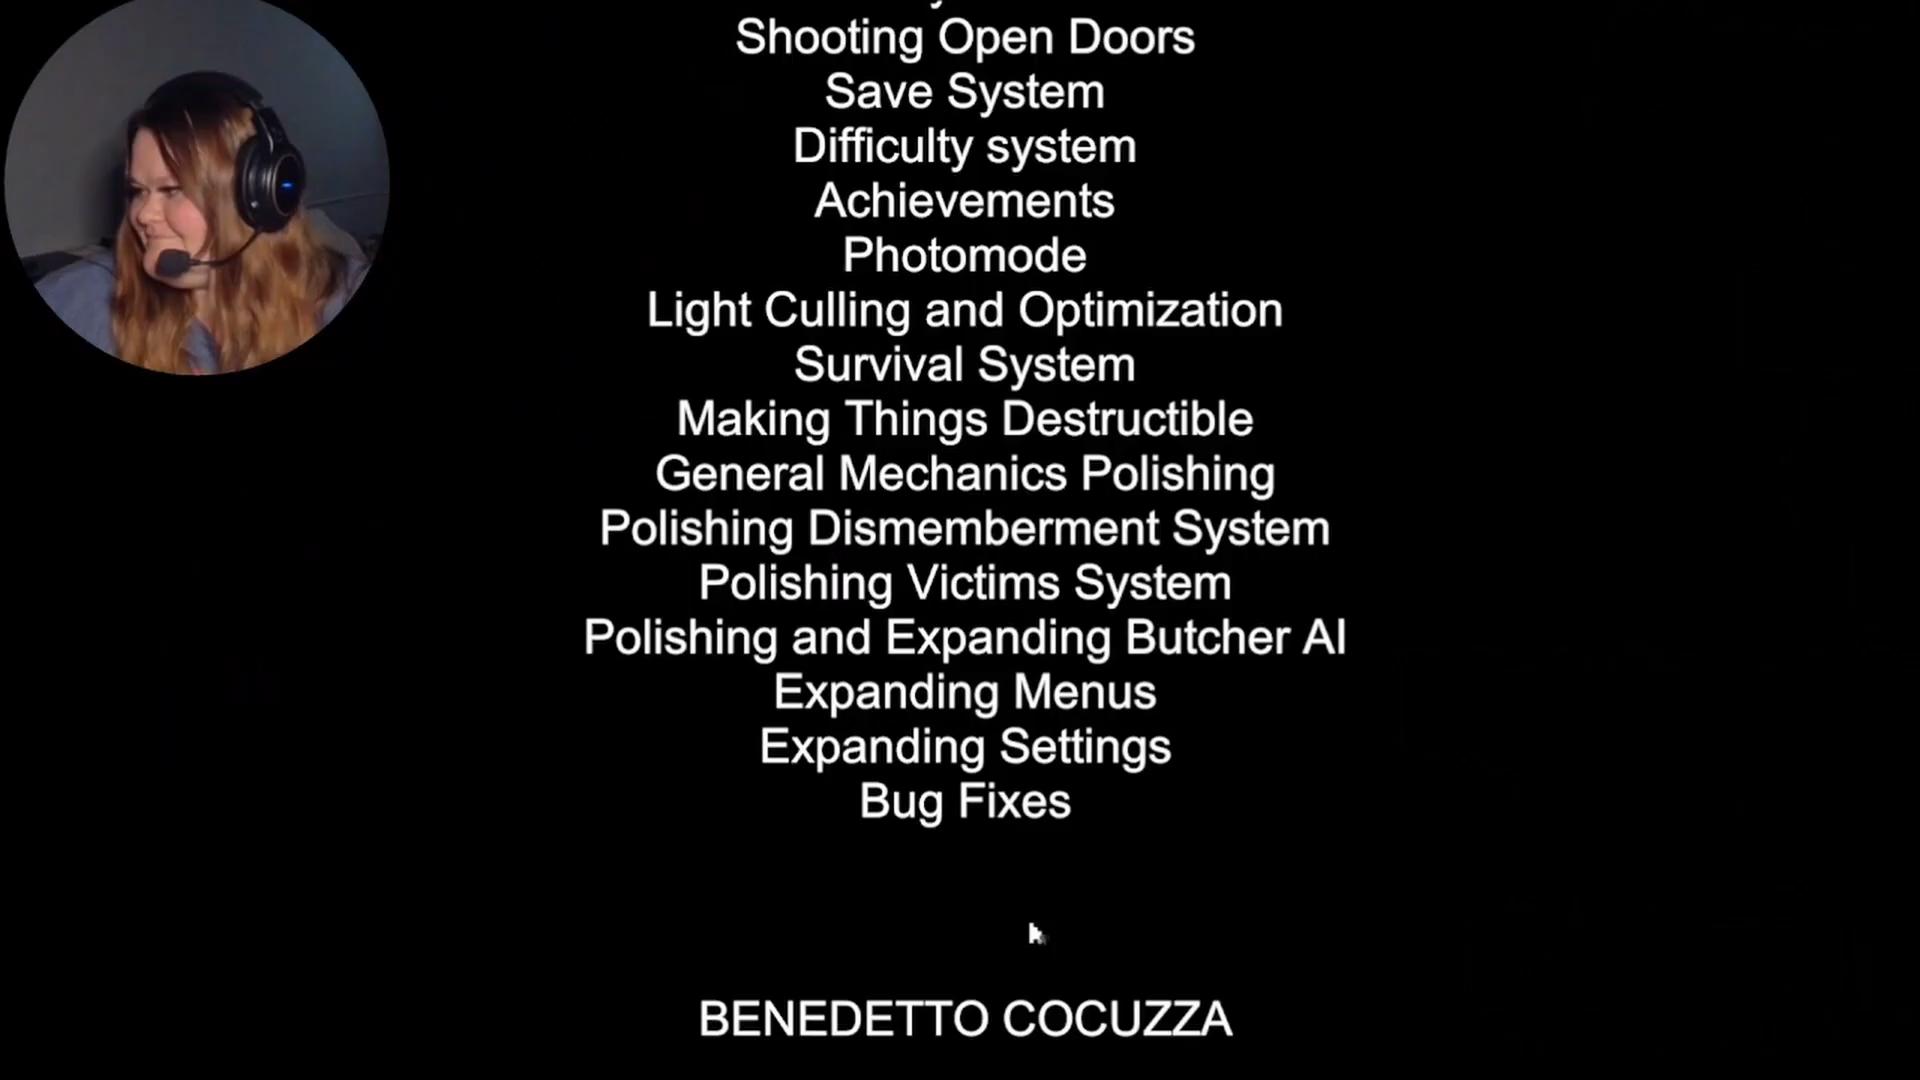 Shooting Open Doors
Save System
Difficulty system
Achievements
Photomode
Light Culling and Optimization
Survival System
Making Things Destructible
General Mechanics Polishing
Polishing Dismemberment System
Polishing Victims System
Polishing and Expanding Butcher AI
Expanding Menus
Expanding Settings
Bug Fixes
BENEDETTO COCUZZA